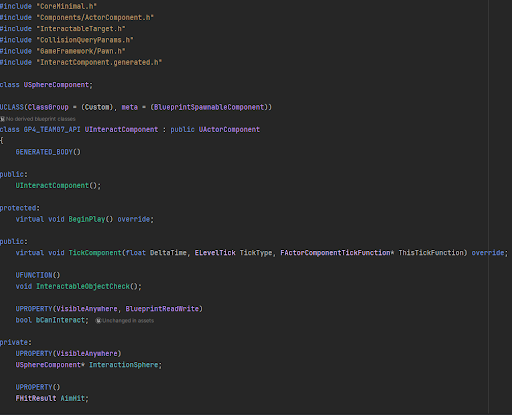 #include "CoreMinimal.h"
#include "Components/ActorComponent.h"
#include "InteractableTarget.h"
#include "CollisionQueryParams.h"
#include "GameFramework/Pawn.h"
#include "InteractComponent.generated.h"
class USphereComponent;
UCLASS(ClassGroup = (Custom), meta = (BlueprintSpawnableComponent))
No derived blueprint classes
class GP4_TEAM07_API UInteractComponent : public UActorComponent
{
GENERATED_BODY()
public:
UInteractComponent();
protected:
virtual void BeginPlay() override;
public:
virtual void TickComponent(float DeltaTime, ELevelTick TickType, FActorComponentTickFunction* ThisTickFunction) override;
UFUNCTION()
void InteractableObjectCheck();
UPROPERTY(VisibleAnywhere, BlueprintReadWrite)
bool bCanInteract; Unchanged in assets
private:
UPROPERTY(VisibleAnywhere)
USphereComponent* InteractionSphere;
UPROPERTY()
FHitResult AimHit;